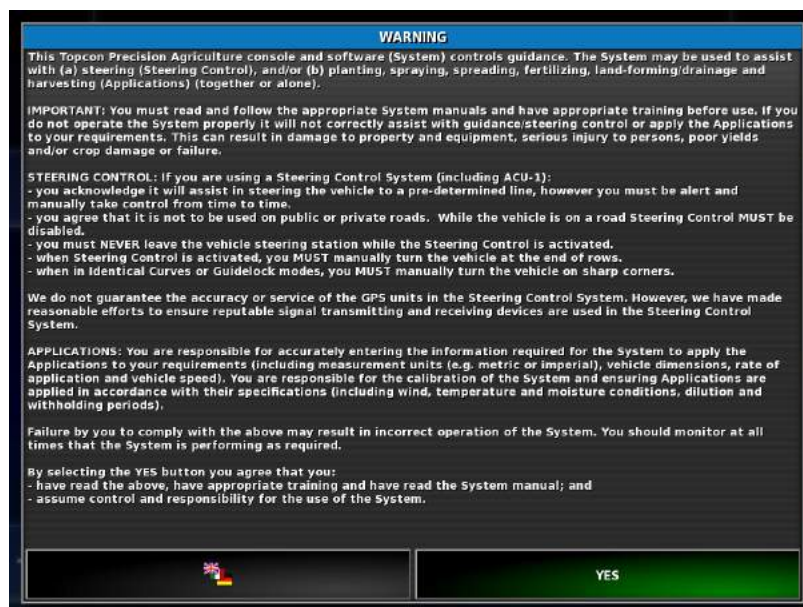 WARNING
This Topcon Precision Agriculture console and software (System) controls guidance. The System may be used to assist
with (a) steering (Steering Control), and/or (b) planting, spraying, spreading, fertilizing, land-forming/drainage and
harvesting (Applications) (together or alone).
IMPORTANT: You must read and follow the appropriate System manuals and have appropriate training before use. If you
do not operate the System properly it will not correctly assist with guidance/steering control or apply the Applications
to your requirements. This can result in damage to property and equipment, serious injury to persons, poor yields
and/or crop damage or failure.
STEERING CONTROL: If you are using a Steering Control System (including ACU-1):
- you acknowledge it will assist in steering the vehicle to a pre-determined line, however you must be alert and
manually take control from time to time.
- you agree that it is not to be used on public or private roads. While the vehicle is on a road Steering Control MUST be
disabled.
- you must NEVER leave the vehicle steering station while the Steering Control is activated.
- when Steering Control is activated, you MUST manually turn the vehicle at the end of rows.
- when in Identical Curves or Guidelock modes, you MUST manually turn the vehicle on sharp corners.
We do not guarantee the accuracy or service of the GPS units in the Steering Control System. However, we have made
reasonable efforts to ensure reputable signal transmitting and receiving devices are used in the Steering Control
System.
APPLICATIONS: You are responsible for accurately entering the information required for the System to apply the
Applications to your requirements (including measurement units (e.g. metric or imperial), vehicle dimensions, rate of
application and vehicle speed). You are responsible for the calibration of the System and ensuring Applications are
applied in accordance with their specifications (including wind, temperature and moisture conditions, dilution and
withholding periods).
Failure by you to comply with the above may result in incorrect operation of the System. You should monitor at all
times that the System is performing as required.
By selecting the YES button you agree that you:
- have read the above, have appropriate training and have read the System manual; and
- assume control and responsibility for the use of the System.
YES